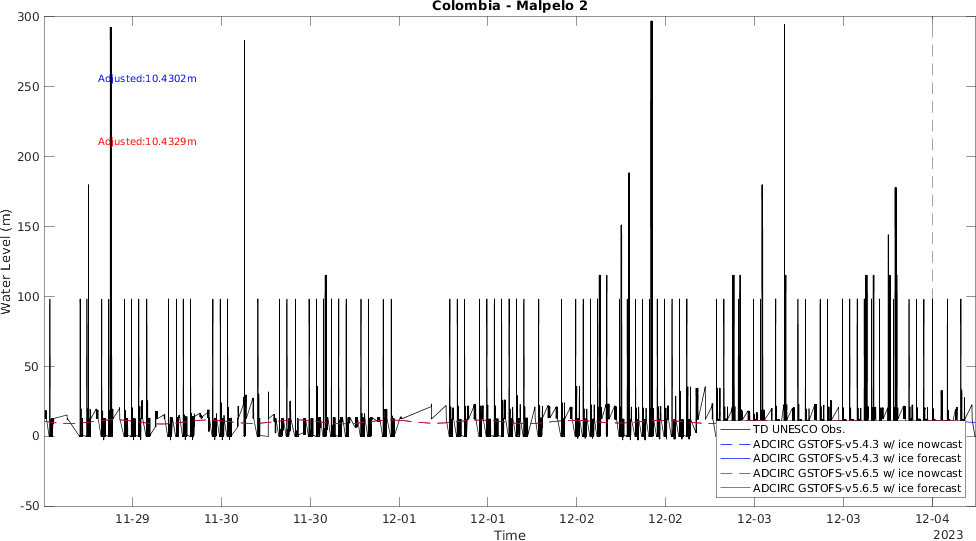 Colombia - Malpelo 2
300
250
200
150
100
50
0
-50
Water Level (m)
Adjusted:10.4302m
Adjusted:10.4329m
TD UNESCO Obs.
ADCIRC GSTOFS-v5.4.3 w/ ice nowcast
ADCIRC GSTOFS-v5.4.3 w/ ice forecast
ADCIRC GSTOFS-v5.6.5 w/ ice nowcast
ADCIRC GSTOFS-v5.6.5 w/ ice forecast
11-29 11-30 11-30 12-01 12-01 12-02 12-02 12-03 12-03 12-04
Time 2023